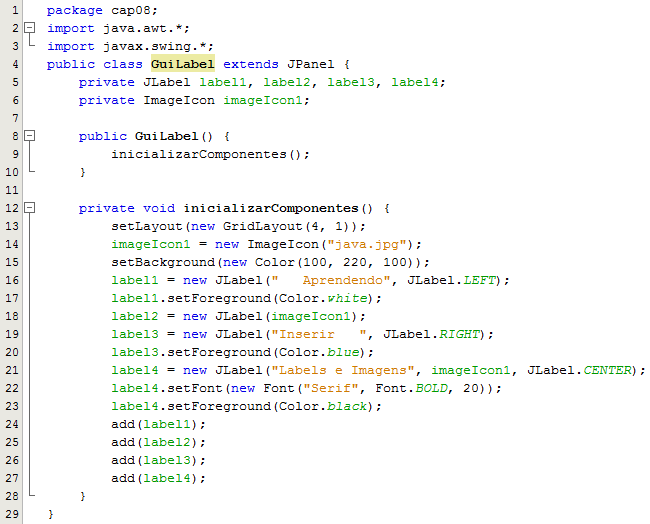 1 package cap08;
2 import java.awt.*;
3 import javax.swing.*;
4 public class GuiLabel extends JPanel {
5     private JLabel label1, label2, label3, label4;
6     private ImageIcon imageIcon1;
7
8     public GuiLabel() {
9         inicializarComponentes();
10     }
11
12     private void inicializarComponentes() {
13         setLayout(new GridLayout(4, 1));
14         imageIcon1 = new ImageIcon("java.jpg");
15         setBackground(new Color(100, 220, 100));
16         label1 = new JLabel("   Aprendendo", JLabel.LEFT);
17         label1.setForeground(Color.white);
18         label2 = new JLabel(imageIcon1);
19         label3 = new JLabel("Inserir   ", JLabel.RIGHT);
20         label3.setForeground(Color.blue);
21         label4 = new JLabel("Labels e Imagens", imageIcon1, JLabel.CENTER);
22         label4.setFont(new Font("Serif", Font.BOLD, 20));
23         label4.setForeground(Color.black);
24         add(label1);
25         add(label2);
26         add(label3);
27         add(label4);
28     }
29 }